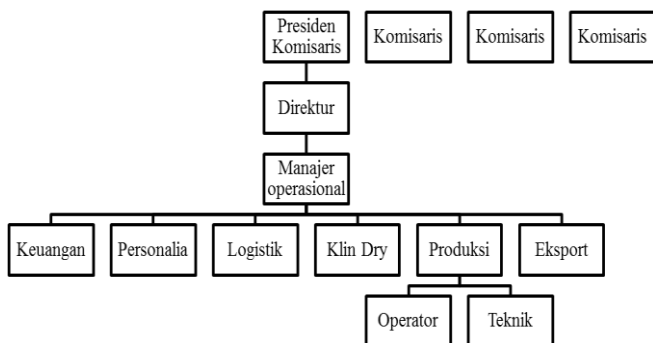 Presiden
Komisaris
Komisaris
Komisaris
Komisaris
Direktur
Manajer
operasional
Keuangan
Personalia
Logistik
Klin Dry
Produksi
Eksport
Operator
Teknik